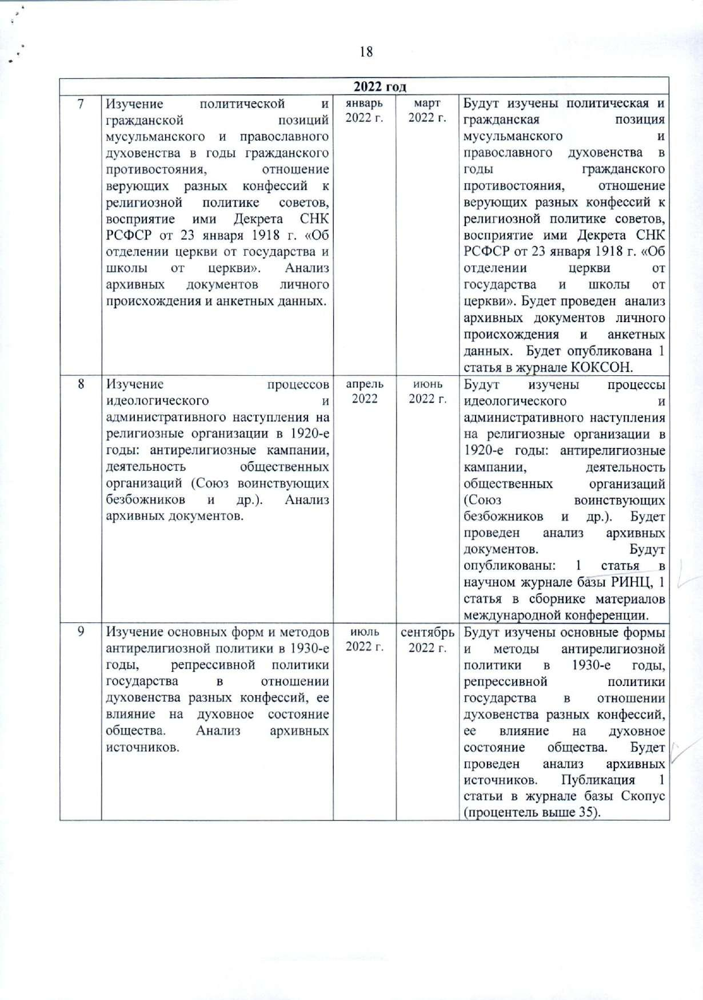 18
2022 год
7
Изучение политической и
гражданской позиций
мусульманского и православного
духовенства в годы гражданского
противостояния, отношение
верующих разных конфессий к
религиозной политике советов,
восприятие ими Декрета СНК
РСФСР от 23 января 1918 г. «Об
отделении церкви от государства и
школы от церкви». Анализ
архивных документов личного
происхождения и анкетных данных.
январь
2022 г.
март
2022 г.
Будут изучены политическая и
гражданская позиция
мусульманского и
православного духовенства в
годы гражданского
противостояния, отношение
верующих разных конфессий к
религиозной политике советов,
восприятие ими Декрета СНК
РСФСР от 23 января 1918 г. «Об
отделении церкви от
государства и школы от
церкви». Будет проведен анализ
архивных документов личного
происхождения и анкетных
данных. Будет опубликована 1
статья в журнале КОКСОН.
8
Изучение процессов
идеологического и
административного наступления на
религиозные организации в 1920-е
годы: антирелигиозные кампании,
деятельность общественных
организаций (Союз воинствующих
безбожников и др.). Анализ
архивных документов.
апрель
2022
июнь
2022 г.
Будут изучены процессы
идеологического и
административного наступления
на религиозные организации в
1920-е годы: антирелигиозные
кампании, деятельность
общественных организаций
(Союз воинствующих
безбожников и др.). Будет
проведен анализ архивных
документов. Будут
опубликованы: 1 статья в
научном журнале базы РИНЦ, 1
статья в сборнике материалов
международной конференции.
9
Изучение основных форм и методов
антирелигиозной политики в 1930-е
годы, репрессивной политики
государства в отношении
духовенства разных конфессий, ее
влияние на духовное состояние
общества. Анализ архивных
источников.
июль
2022 г.
сентябрь
2022 г.
Будут изучены основные формы
и методы антирелигиозной
политики в 1930-е годы,
репрессивной политики
государства в отношении
духовенства разных конфессий,
ее влияние на духовное
состояние общества. Будет
проведен анализ архивных
источников. Публикация 1
статьи в журнале базы Скопус
(процентель выше 35).